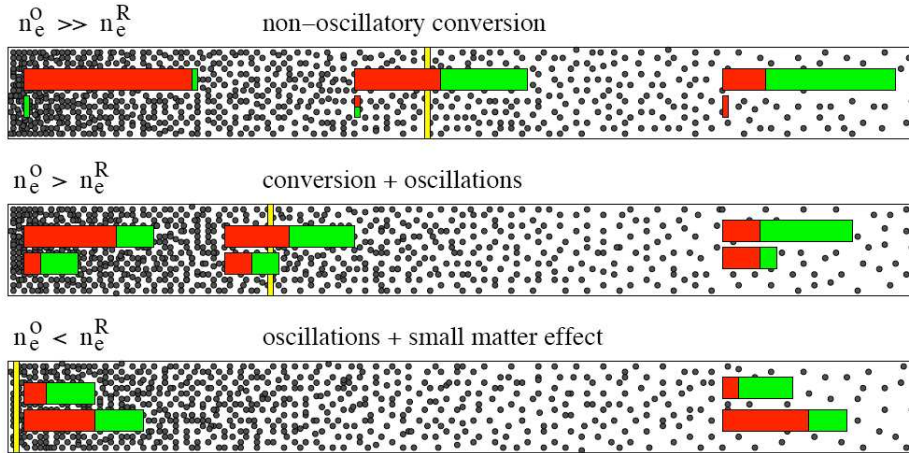 n_e^o >> n_e^R non–oscillatory conversion
n_e^o > n_e^R conversion + oscillations
n_e^o < n_e^R oscillations + small matter effect